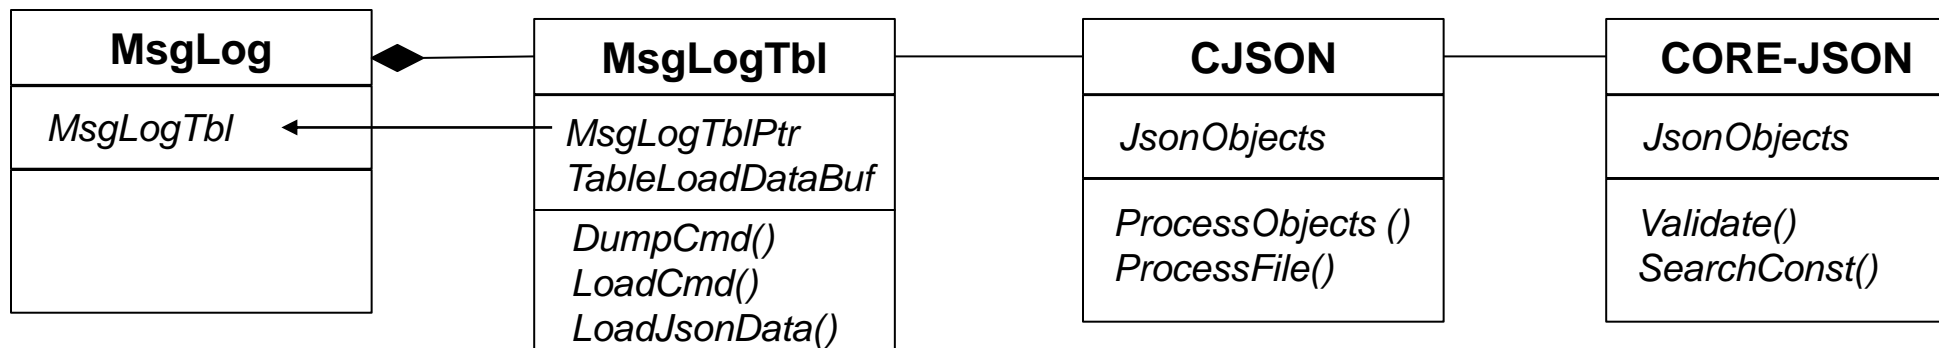 MsgLog
MsgLogTbl
MsgLogTbl
MsgLogTblPtr
TableLoadDataBuf
DumpCmd()
LoadCmd()
LoadJsonData()
CJSON
JsonObjects
ProcessObjects ()
ProcessFile()
CORE-JSON
JsonObjects
Validate()
SearchConst()